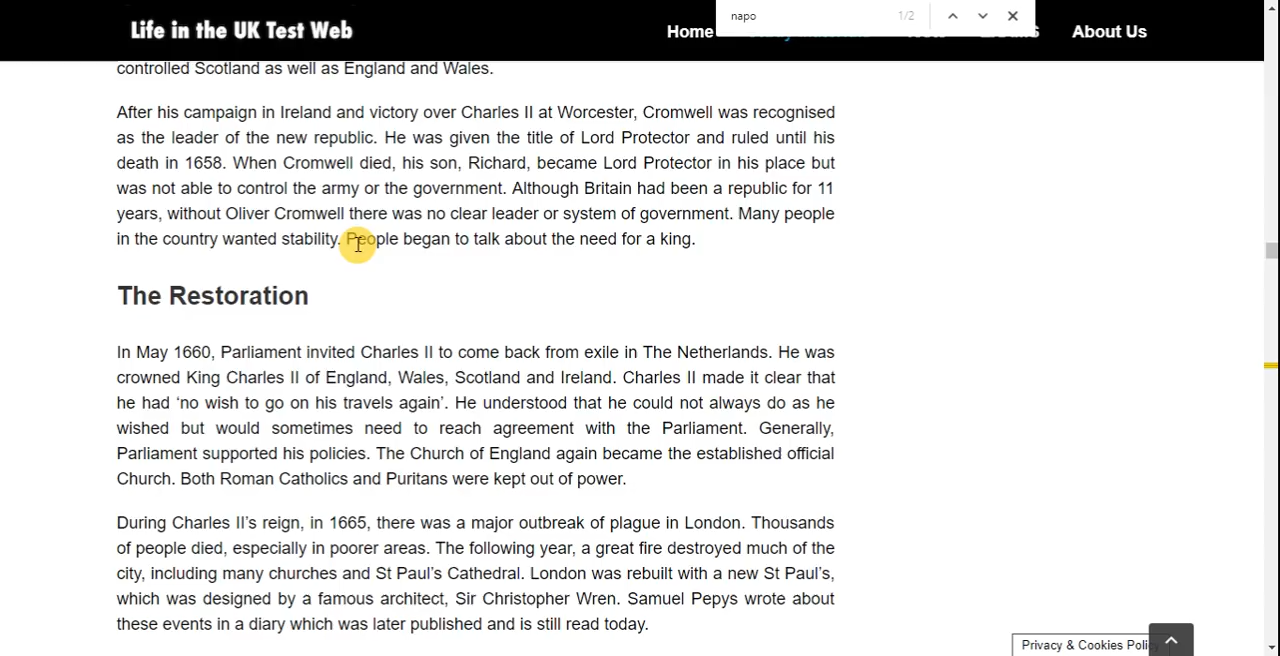 Life in the UK Test Web
napo
1/2
Home
About Us
controlled Scotland as well as England and Wales.
After his campaign in Ireland and victory over Charles II at Worcester, Cromwell was recognised
as the leader of the new republic. He was given the title of Lord Protector and ruled until his
death in 1658. When Cromwell died, his son, Richard, became Lord Protector in his place but
was not able to control the army or the government. Although Britain had been a republic for 11
years, without Oliver Cromwell there was no clear leader or system of government. Many people
in the country wanted stability. People began to talk about the need for a king.
The Restoration
In May 1660, Parliament invited Charles II to come back from exile in The Netherlands. He was
crowned King Charles II of England, Wales, Scotland and Ireland. Charles II made it clear that
he had ‘no wish to go on his travels again’. He understood that he could not always do as he
wished but would sometimes need to reach agreement with the Parliament. Generally,
Parliament supported his policies. The Church of England again became the established official
Church. Both Roman Catholics and Puritans were kept out of power.
During Charles II’s reign, in 1665, there was a major outbreak of plague in London. Thousands
of people died, especially in poorer areas. The following year, a great fire destroyed much of the
city, including many churches and St Paul’s Cathedral. London was rebuilt with a new St Paul’s,
which was designed by a famous architect, Sir Christopher Wren. Samuel Pepys wrote about
these events in a diary which was later published and is still read today.
Privacy & Cookies Polic